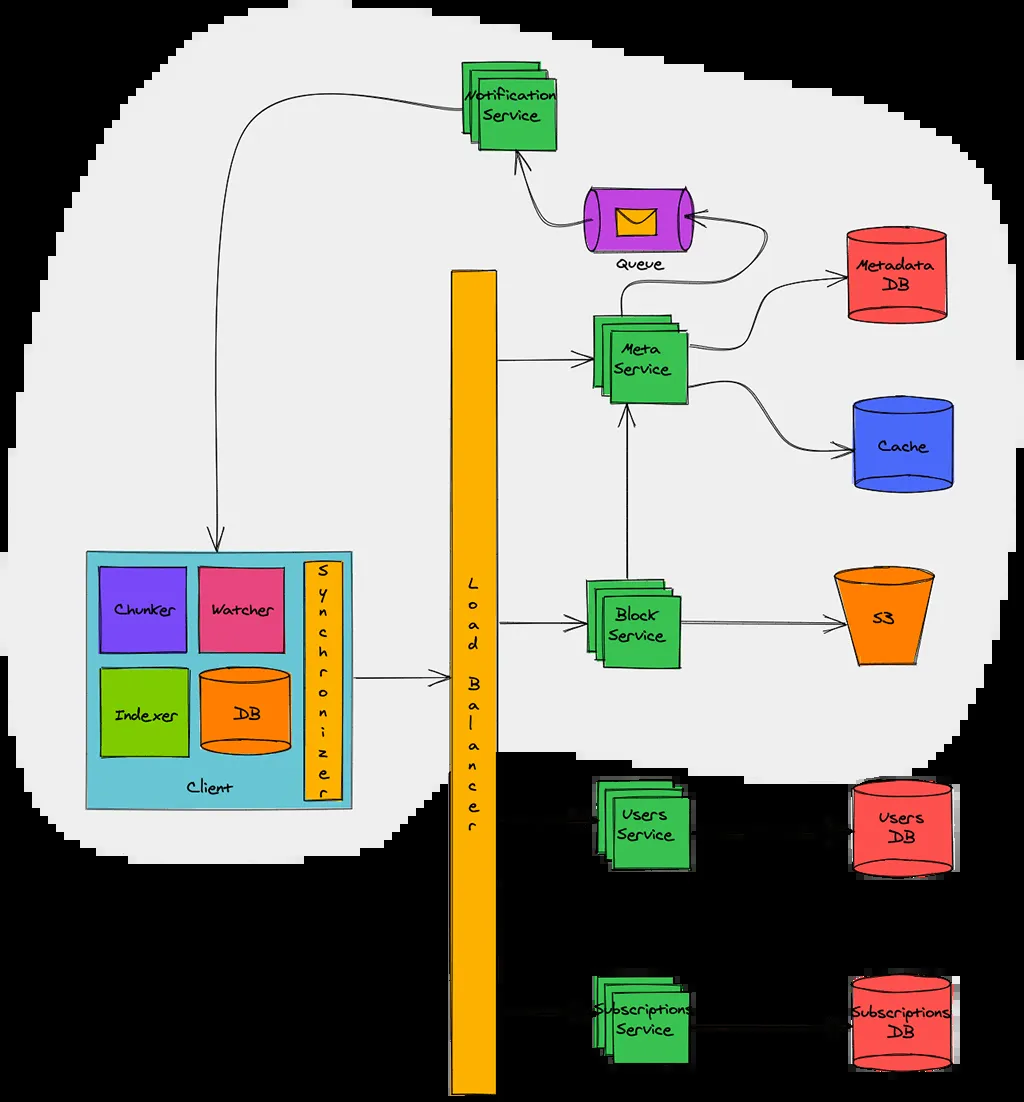 Notification
Service
Queue
Metadata
DB
Meta
Service
Cache
Chunker
Watcher
Synchronizer
Indexer
DB
Client
Load Balancer
Block
Service
S3
Users
Service
Users
DB
Subscriptions
Service
Subscriptions
DB